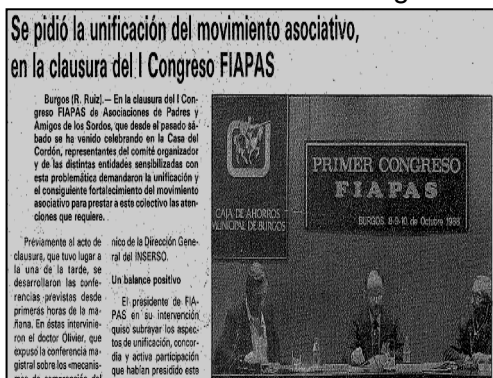 Se pidió la unificación del movimiento asociativo,
en la clausura del I Congreso FIAPAS
Burgos (R. Ruiz).— En la clausura del I Con-
greso FIAPAS de Asociaciones de Padres y
Amigos de los Sordos, que desde el pasado sá-
bado se ha venido celebrando en la Casa del
Cordón, representantes del comité organizador
y de las distintas entidades sensibilizadas con
esta problemática demandaron la unificación y
el consiguiente fortalecimiento del movimiento
asociativo para prestar a este colectivo las aten-
ciones que requiere.
Previamente al acto de
clausura, que tuvo lugar a
la una de la tarde, se
desarrollaron las confe-
rencias previstas desde
primeras horas de la ma-
ñana. En éstas intervinie-
ron el doctor Olivier, que
expuso la conferencia ma-
gistral sobre los «mecanis-
mos de comprensión del
nico de la Dirección Gene-
ral del INSERSO.
Un balance positivo
El presidente de FIA-
PAS en su intervención
quiso subrayar los aspec-
tos de unificación, concor-
dia y activa participación
que habían presidido este
CAJA DE AHORROS
MUNICIPAL DE BURGOS
PRIMER CONGRESO
FIAPAS
BURGOS, 8-9-10, de Octubre 1988